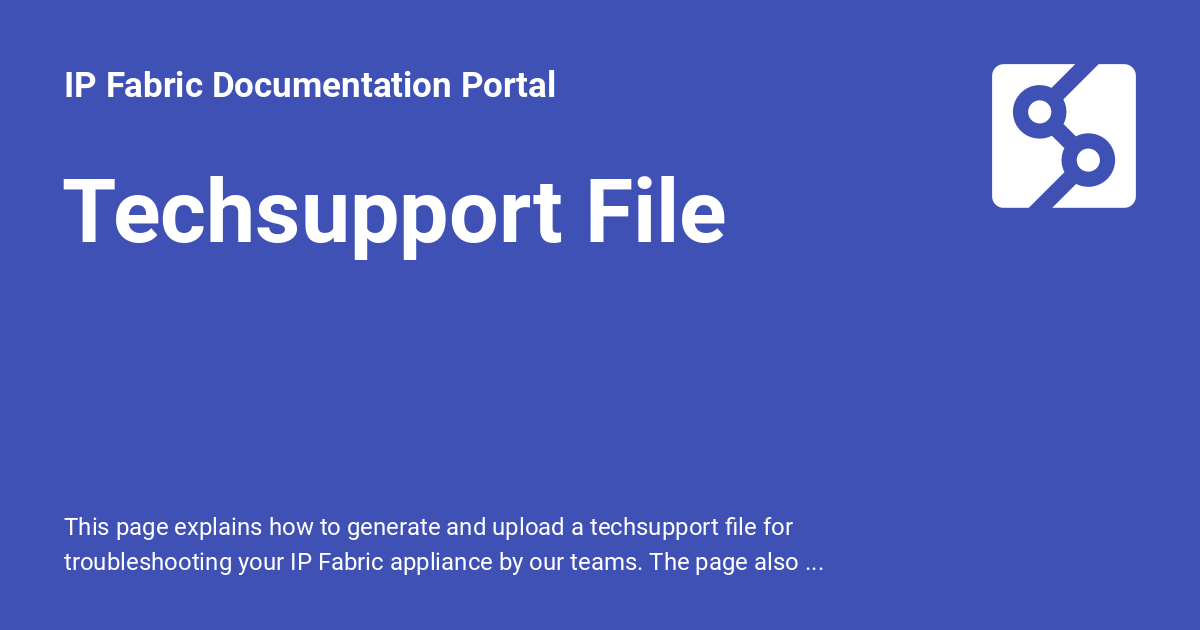 IP Fabric Documentation Portal
Techsupport File
This page explains how to generate and upload a techsupport file for
troubleshooting your IP Fabric appliance by our teams. The page also ...